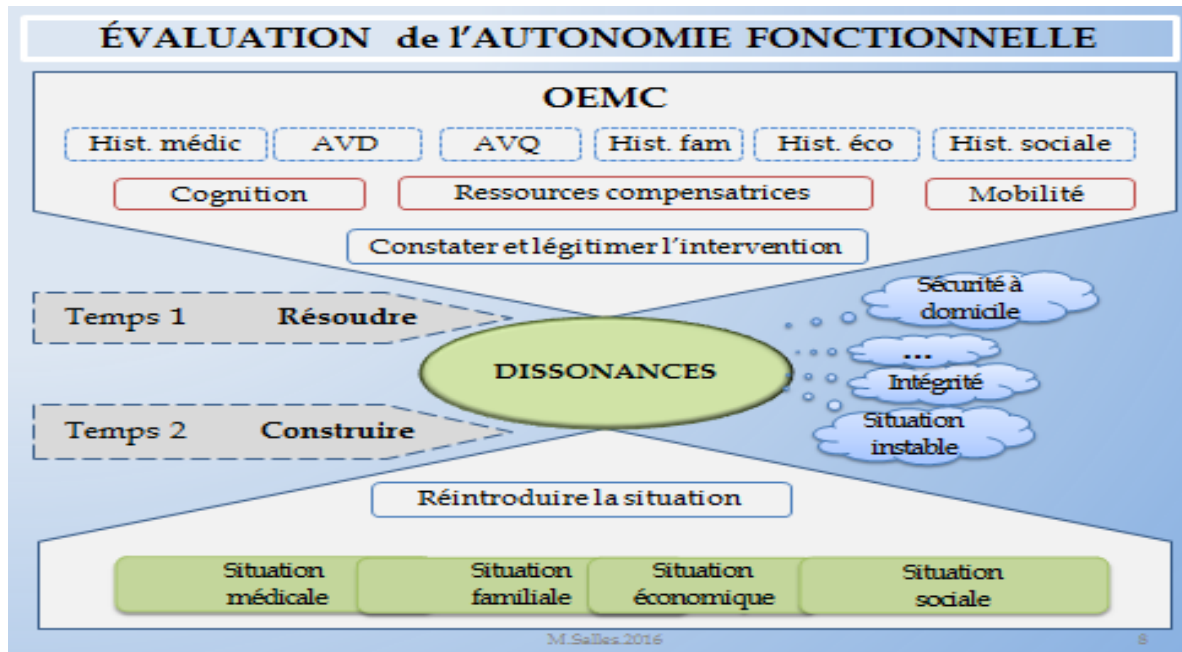 ÉVALUATION de l'AUTONOMIE FONCTIONNELLE
OEMC
Hist. médic
AVD
AVQ
Hist. fam
Hist. éco
Hist. sociale
Cognition
Ressources compensatrices
Mobilité
Constater et légitimer l'intervention
Temps 1 Résoudre
DISSONANCES
Sécurité à
domicile
...
Intégrité
Situation
instable
Temps 2 Construire
Réintroduire la situation
Situation
médicale
Situation
familiale
Situation
économique
Situation
sociale
M.Salles.2016
8